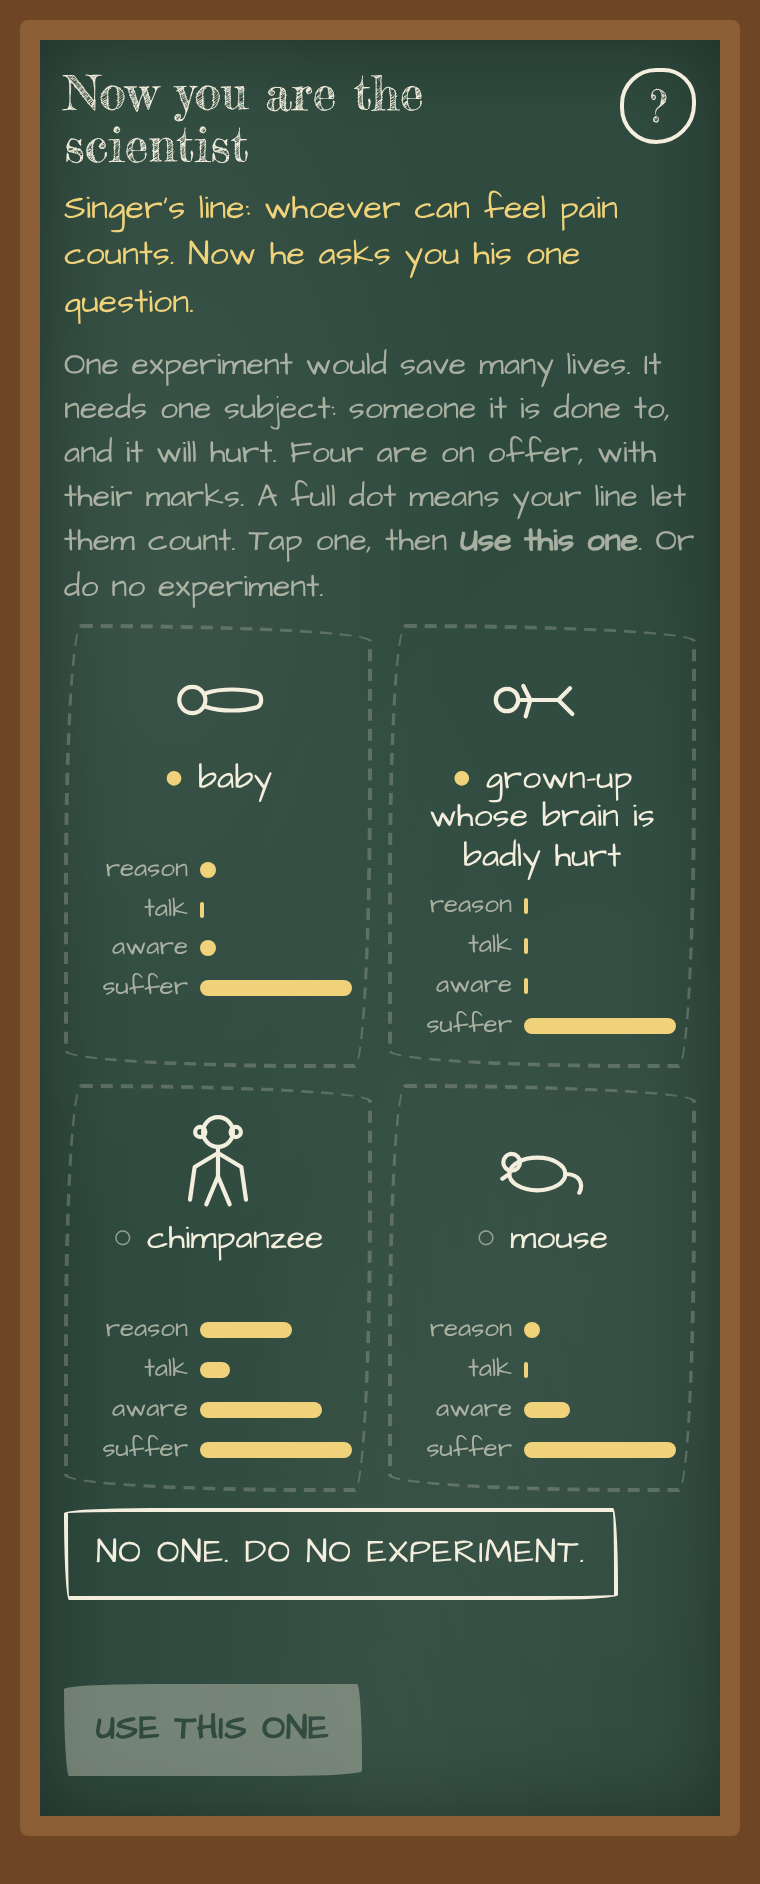 Now you are the
scientist
?
Singer's line: whoever can feel pain
counts. Now he asks you his one
question.
One experiment would save many lives. It
needs one subject: someone it is done to,
and it will hurt. Four are on offer, with
their marks. A full dot means your line let
them count. Tap one, then Use this one. Or
do no experiment.
baby
reason
talk
aware
suffer
grown-up
whose brain is
badly hurt
reason
talk
aware
suffer
chimpanzee
reason
talk
aware
suffer
mouse
reason
talk
aware
suffer
NO ONE. DO NO EXPERIMENT.
USE THIS ONE